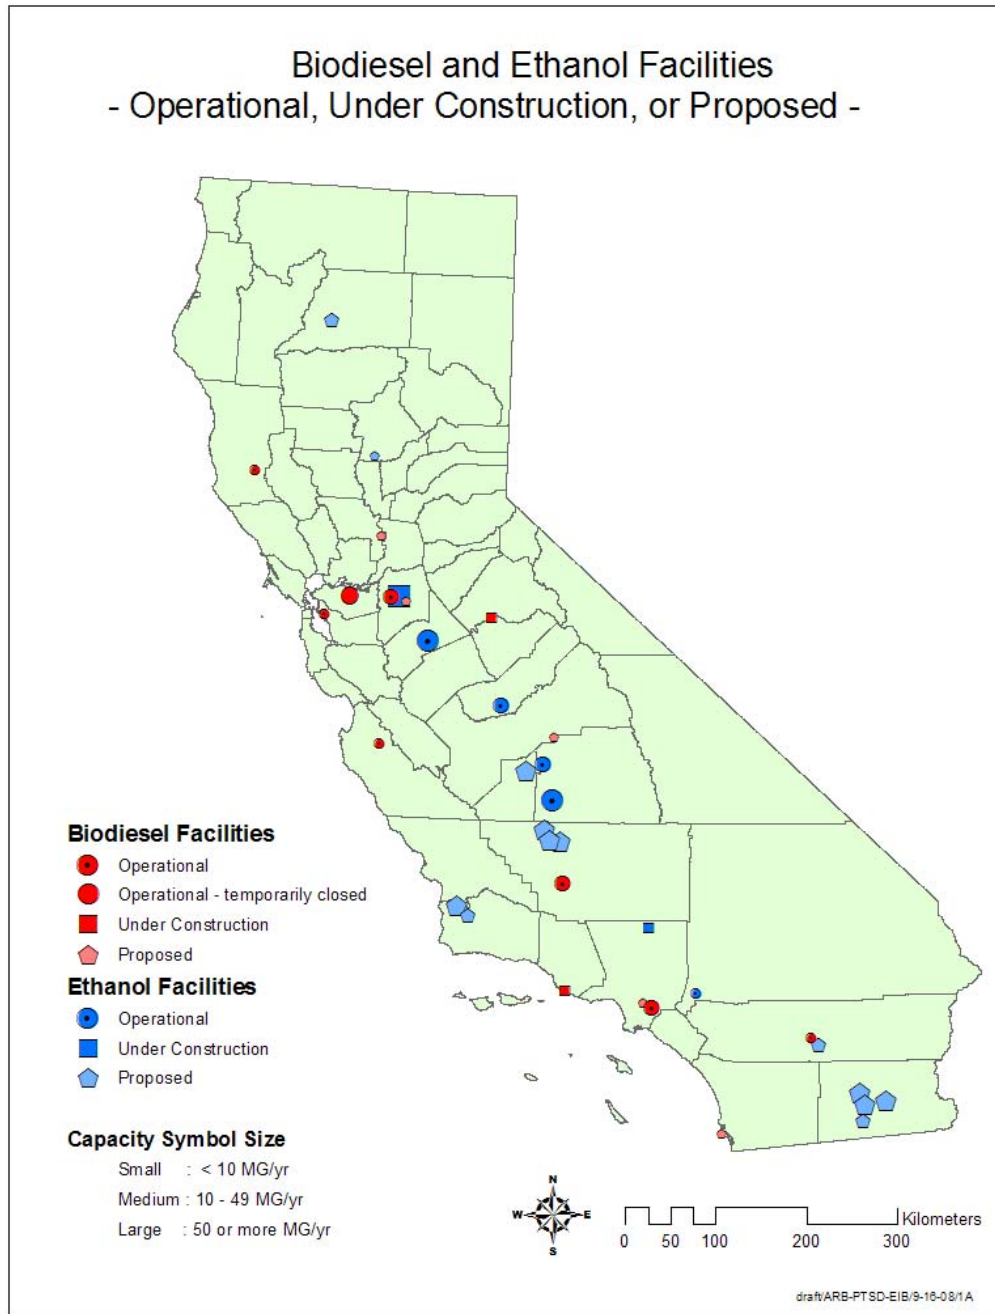 Biodiesel and Ethanol Facilities
- Operational, Under Construction, or Proposed -
Biodiesel Facilities
Operational
Operational - temporarily closed
Under Construction
Proposed
Ethanol Facilities
Operational
Under Construction
Proposed
Capacity Symbol Size
Small : < 10 MG/yr
Medium : 10 - 49 MG/yr
Large : 50 or more MG/yr
N
W E
S
Kilometers
0 50 100 200 300
draft/ARB-PTSD-EIB/9-16-08/1A